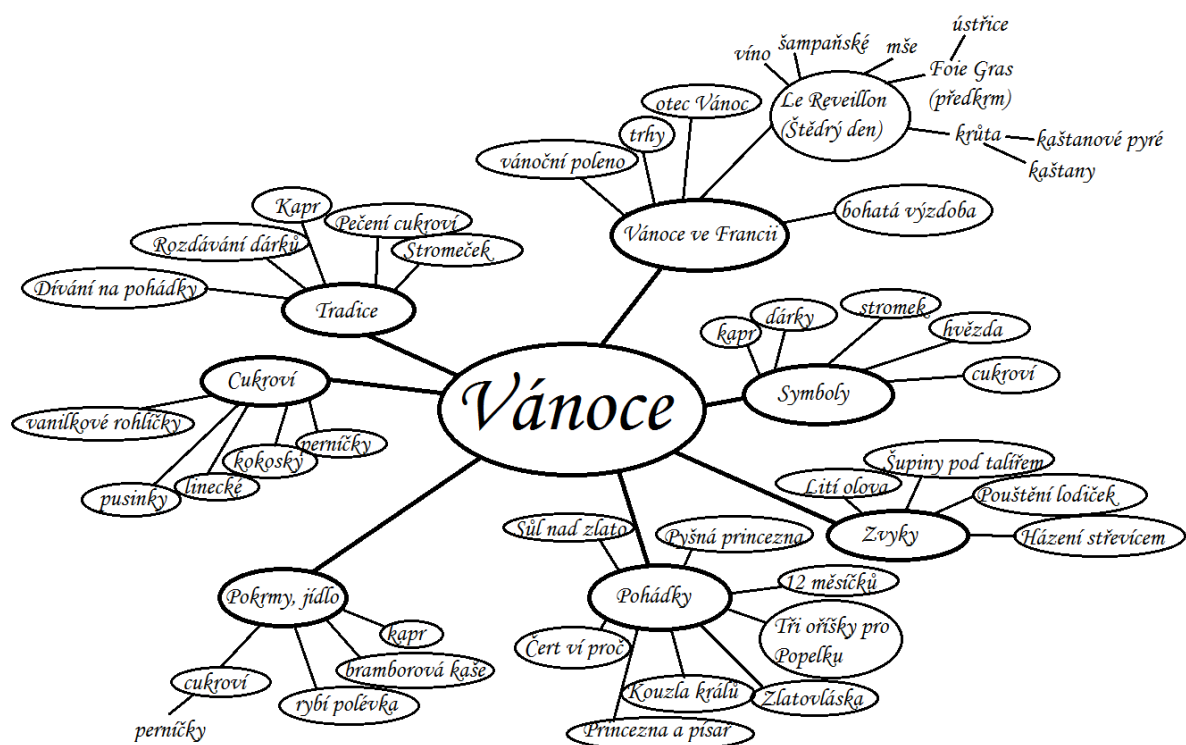 ústřice
šampaňské
mše
víno
Foie Gras
(předkrm)
Le Reveillon
(Štědrý den)
otec Vánoc
trhy
krůta
kaštanové pyré
kaštany
vánoční poleno
bohatá výzdoba
Vánoce ve Francii
Kapr
Pečení cukroví
Rozdávání dárků
Stromeček
Dívání na pohádky
Tradice
stromek
dárky
kapr
hvězda
cukroví
Symboly
Cukroví
vanilkové rohlíčky
perníčky
kokosky
linecké
pusinky
Vánoce
Šupiny pod talířem
Lití olova
Pouštění lodiček
Zvyky
Házení střevícem
Sůl nad zlato
Pyšná princezna
12 měsíčků
Pohádky
Tři oříšky pro
Popelku
Čert ví proč
Kouzla králů
Zlatovláska
Princezna a písař
Pokrmy, jídlo
kapr
bramborová kaše
cukroví
rybí polévka
perníčky